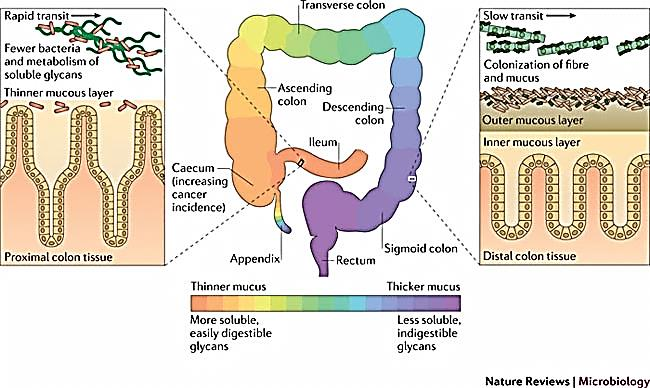 Rapid transit
Fewer bacteria
and metabolism of
soluble glycans
Thinner mucous layer
Proximal colon tissue
Transverse colon
Ascending
colon
Descending
colon
Ileum
Caecum
(increasing
cancer
incidence)
Appendix
Rectum
Sigmoid colon
Slow transit
Colonization of fibre
and mucus
Outer mucous layer
Inner mucous layer
Distal colon tissue
Thinner mucus
Thicker mucus
More soluble,
easily digestible
glycans
Less soluble,
indigestible
glycans
Nature Reviews | Microbiology